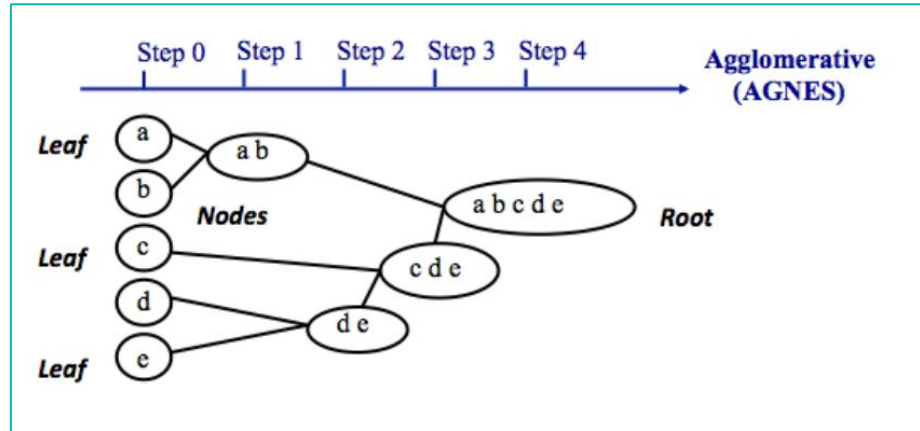 Step 0 Step 1 Step 2 Step 3 Step 4
Agglomerative
(AGNES)
Leaf
a
a b
b
Nodes
a b c d e
Root
Leaf
c
c d e
d
d e
Leaf
e